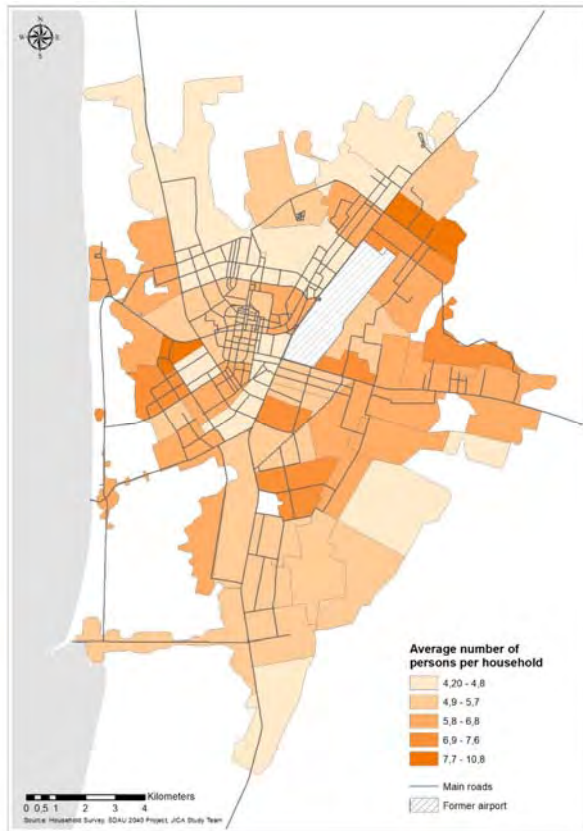 N
W E
S
Average number of
persons per household
4,20 - 4,8
4,9 - 5,7
5,8 - 6,8
6,9 - 7,6
7,7 - 10,8
Main roads
Former airport
Kilometers
0 0,5 1 2 3 4
Source: Household Survey, SDAU 2040 Project, JICA Study Team